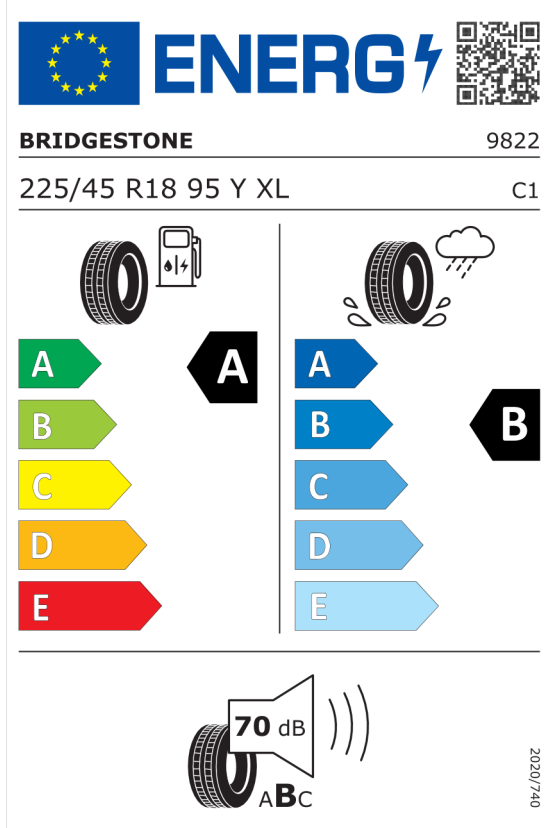 ENERG
BRIDGESTONE 9822
225/45 R18 95 Y XL C1
A A
B
C
D
E
A
B B
C
D
E
70 dB
ABC
2020/740